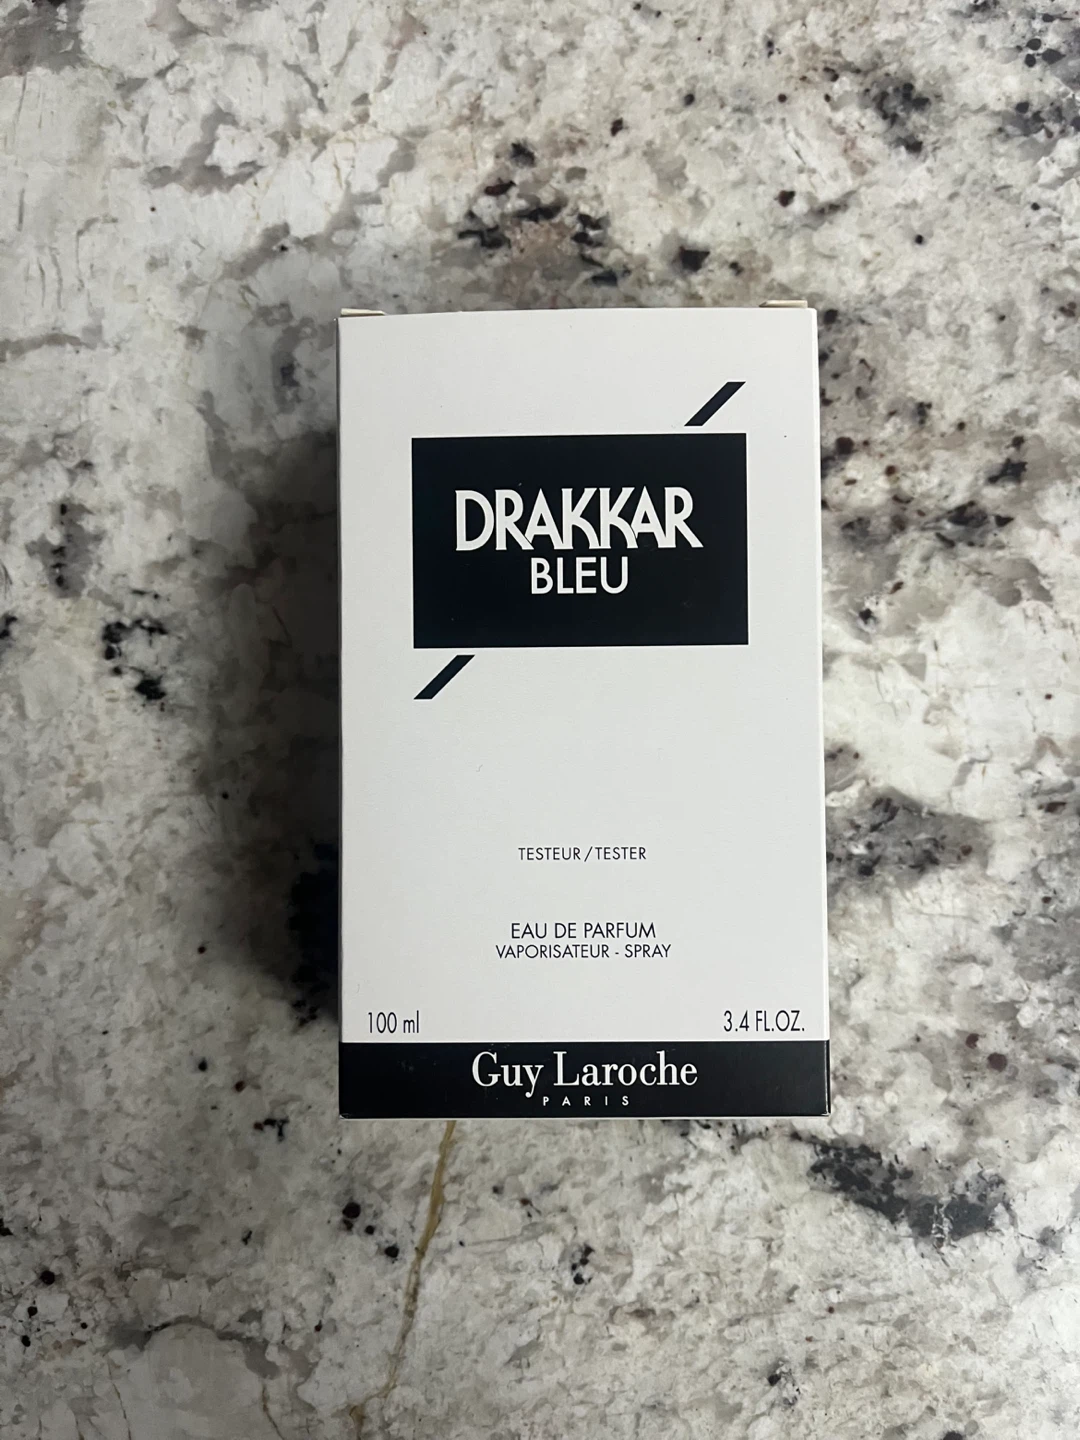 DRAKKAR
BLEU
TESTEUR / TESTER
EAU DE PARFUM
VAPORISATEUR - SPRAY
100 ml 3.4 FL.OZ.
Guy Laroche
PARIS